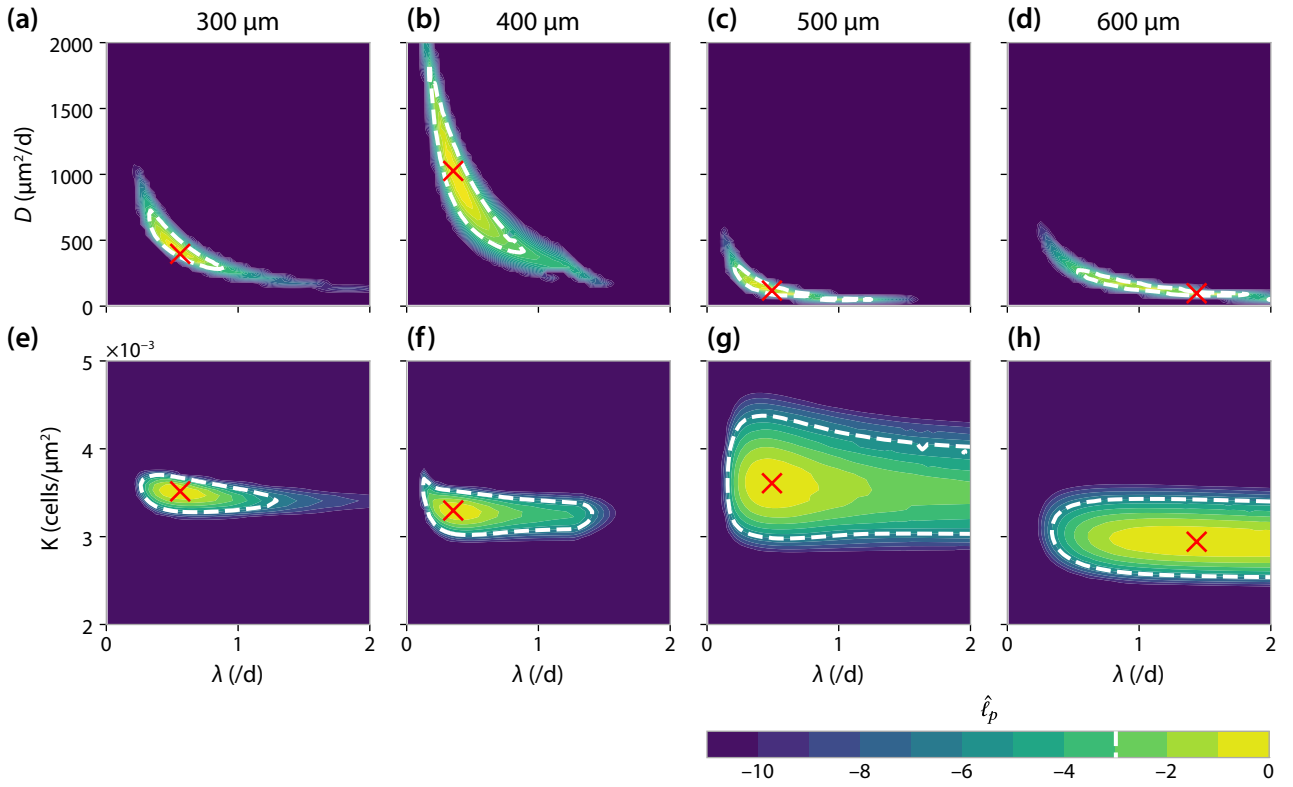 (a) 300 μm (b) 400 μm (c) 500 μm (d) 600 μm
2000
1500
1000
500
0
D (μm²/d)
(e) (f) (g) (h)
×10⁻³
5
4
3
2
K (cells/μm²)
0 1 2 0 1 2 0 1 2 0 1 2
λ (/d) λ (/d) λ (/d) λ (/d)
ℓ̂ₚ
−10 −8 −6 −4 −2 0